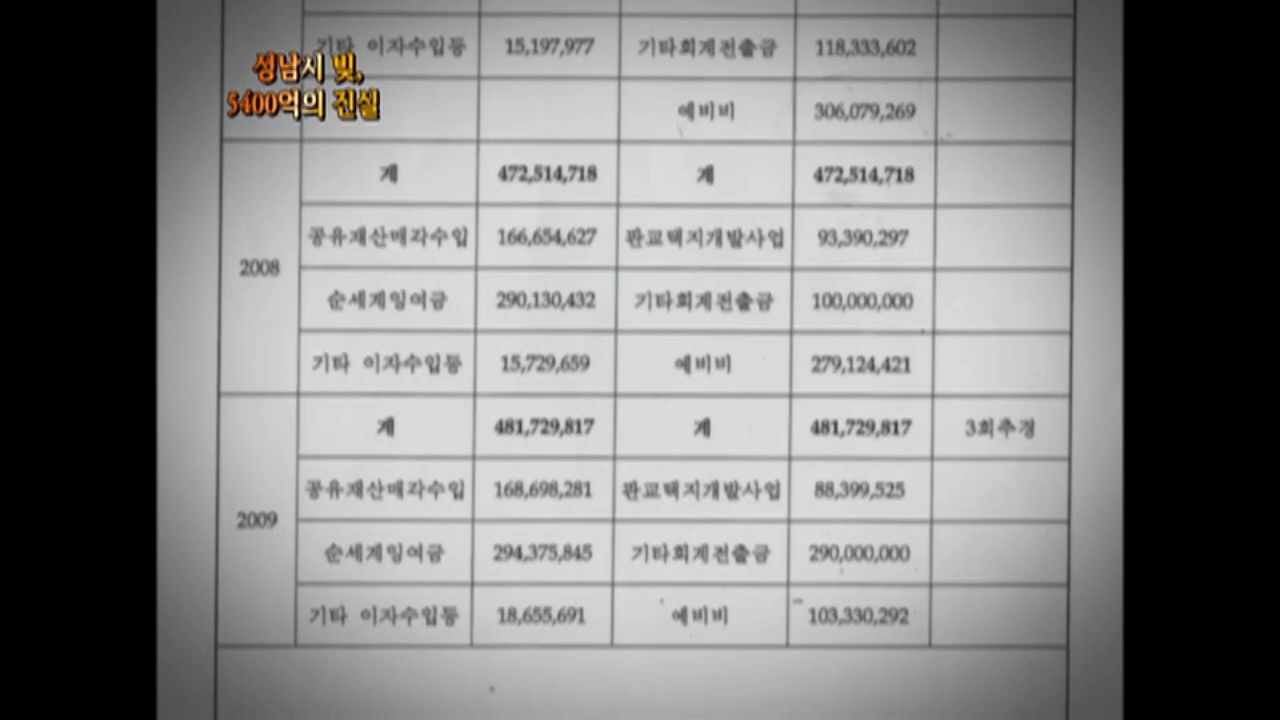 성남시 빚,
5400억의 진실
기타 이자수입등 15,197,977 기타회계전출금 118,333,602
예비비 306,079,269
2008
계 472,514,718 계 472,514,718
공유재산매각수입 166,654,627 판교택지개발사업 93,390,297
순세계잉여금 290,130,432 기타회계전출금 100,000,000
기타 이자수입등 15,729,659 예비비 279,124,421
2009
계 481,729,817 계 481,729,817 3회추경
공유재산매각수입 168,698,281 판교택지개발사업 88,399,525
순세계잉여금 294,375,845 기타회계전출금 290,000,000
기타 이자수입등 18,655,691 예비비 103,330,292